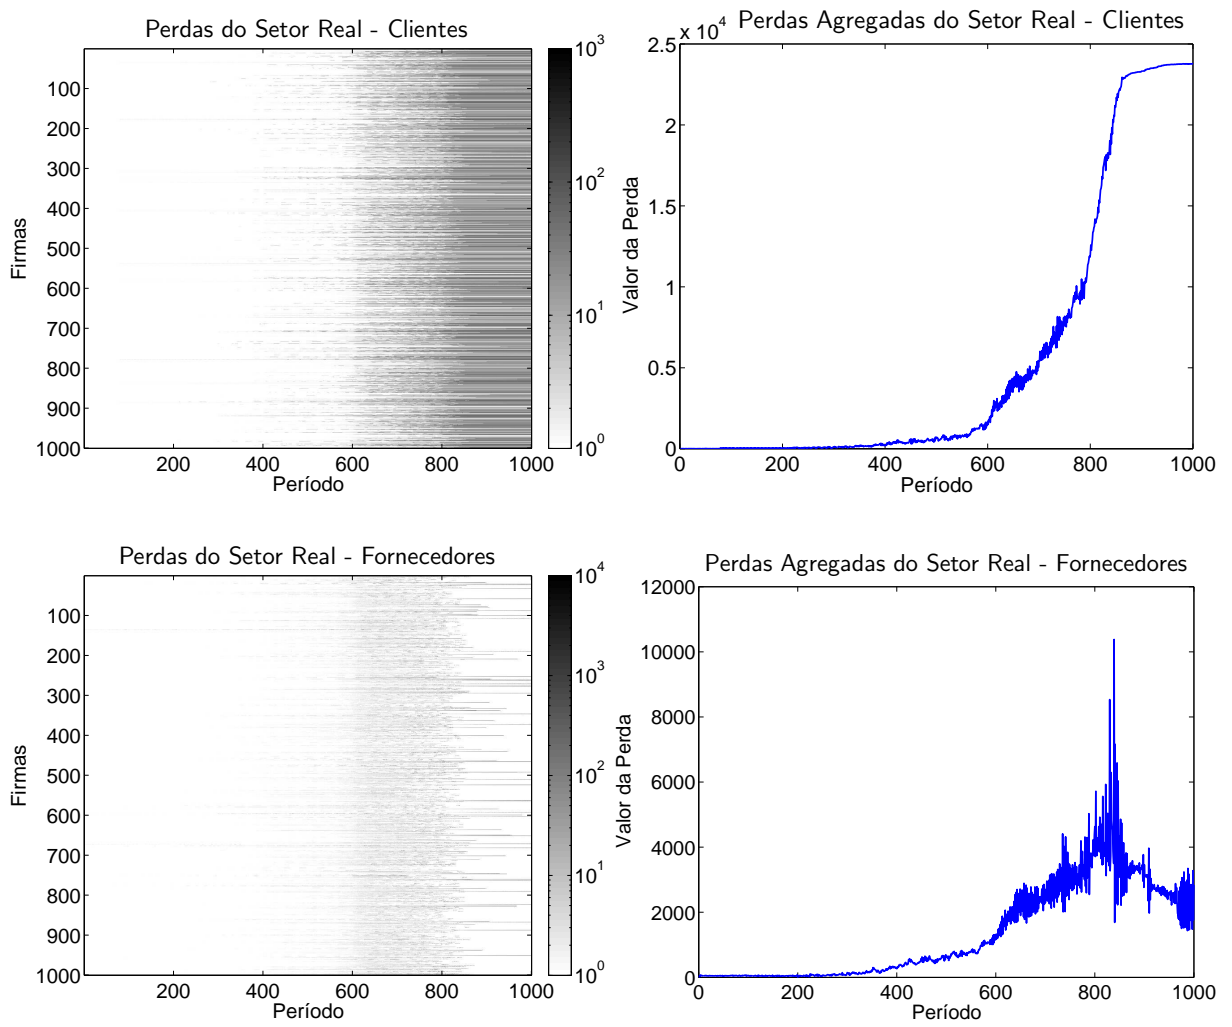 Perdas do Setor Real - Clientes
Firmas
100
200
300
400
500
600
700
800
900
1000
200 400 600 800 1000
Período
10^3
10^2
10^1
10^0
Perdas Agregadas do Setor Real - Clientes
x 10^4
Valor da Perda
2.5
2
1.5
1
0.5
0
0 200 400 600 800 1000
Período
Perdas do Setor Real - Fornecedores
Firmas
100
200
300
400
500
600
700
800
900
1000
200 400 600 800 1000
Período
10^4
10^3
10^2
10^1
10^0
Perdas Agregadas do Setor Real - Fornecedores
Valor da Perda
12000
10000
8000
6000
4000
2000
0
0 200 400 600 800 1000
Período